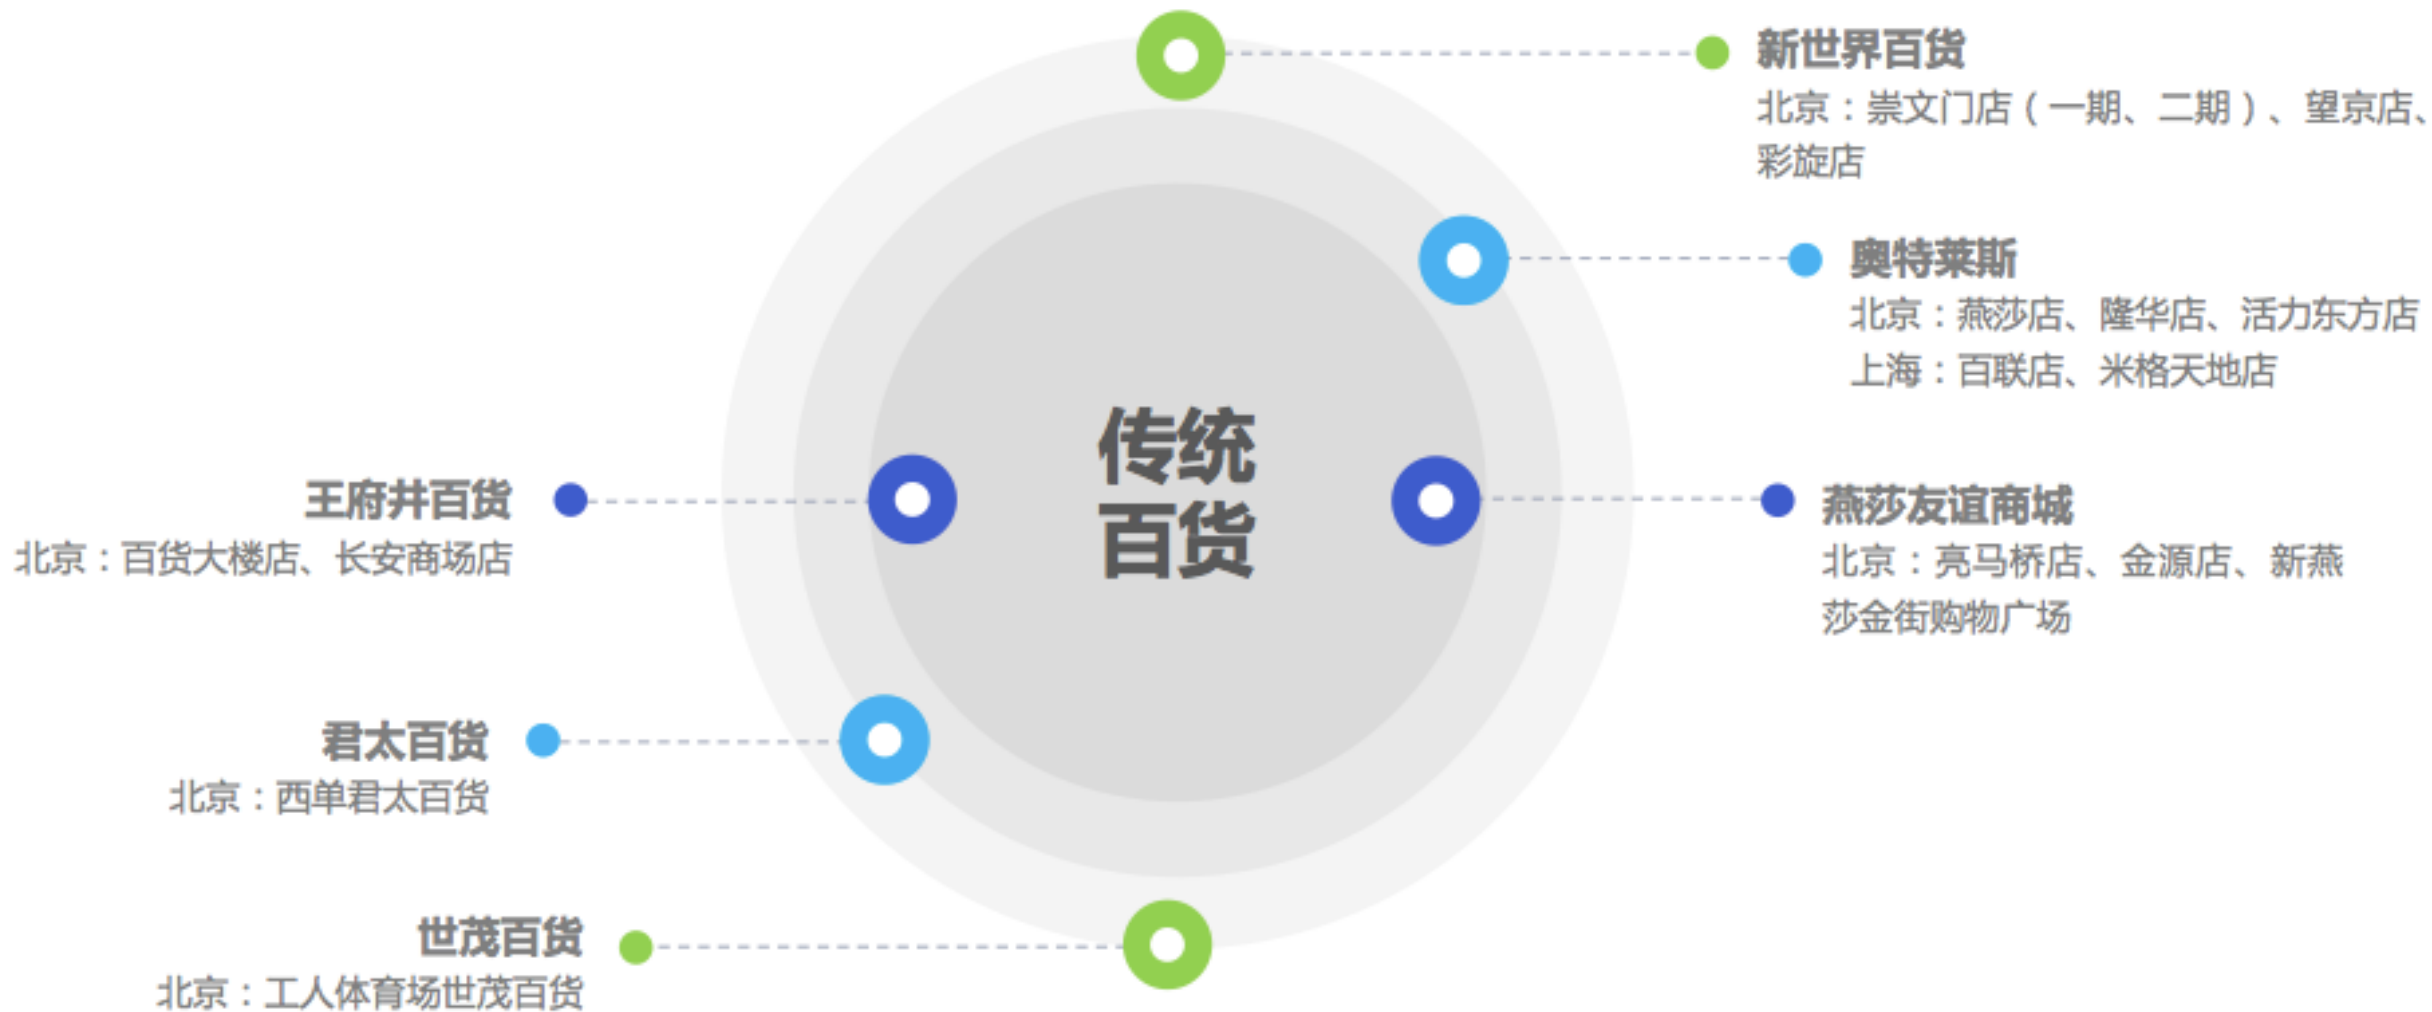 传统
百货
新世界百货
北京：崇文门店（一期、二期）、望京店、
彩旋店
奥特莱斯
北京：燕莎店、隆华店、活力东方店
上海：百联店、米格天地店
燕莎友谊商城
北京：亮马桥店、金源店、新燕
莎金街购物广场
王府井百货
北京：百货大楼店、长安商场店
君太百货
北京：西单君太百货
世茂百货
北京：工人体育场世茂百货